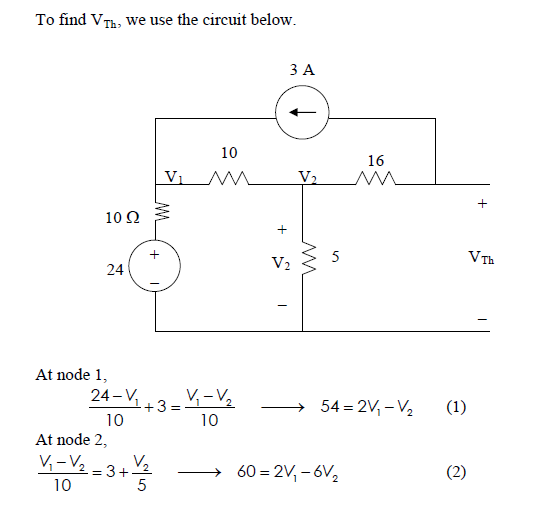 To find V_Th, we use the circuit below.
3 A
10
16
V₁
V₂
+
10 Ω
+
+
V₂
5
V_Th
24
–
–
–
At node 1,
(24 – V₁)/10 + 3 = (V₁ – V₂)/10 ⟶ 54 = 2V₁ – V₂ (1)
At node 2,
(V₁ – V₂)/10 = 3 + V₂/5 ⟶ 60 = 2V₁ – 6V₂ (2)